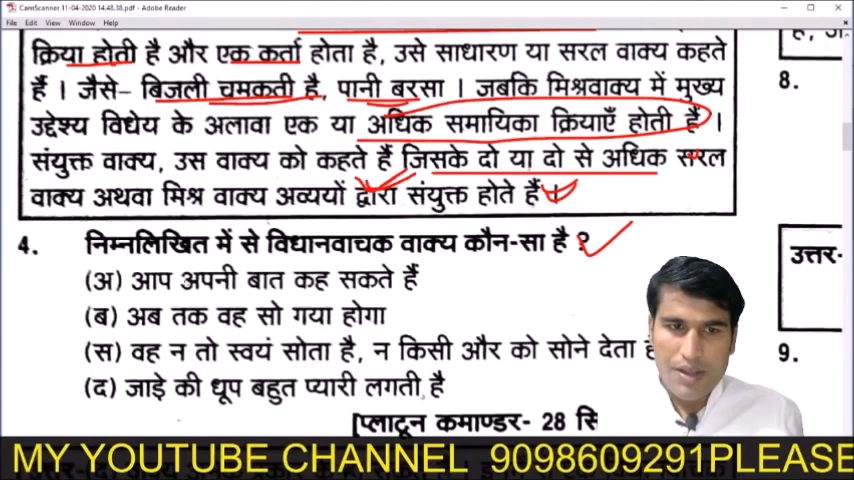 CamScanner 11-04-2020 14.48.38.pdf - Adobe Reader
File Edit View Window Help
क्रिया होती है और एक कर्ता होता है, उसे साधारण या सरल वाक्य कहते
हैं । जैसे– बिजली चमकती है, पानी बरसा । जबकि मिश्रवाक्य में मुख्य
उद्देश्य विधेय के अलावा एक या अधिक समायिका क्रियाएँ होती हैं ।
संयुक्त वाक्य, उस वाक्य को कहते हैं जिसके दो या दो से अधिक सरल
वाक्य अथवा मिश्र वाक्य अव्ययों द्वारा संयुक्त होते हैं ।
4. निम्नलिखित में से विधानवाचक वाक्य कौन-सा है ?
(अ) आप अपनी बात कह सकते हैं
(ब) अब तक वह सो गया होगा
(स) वह न तो स्वयं सोता है, न किसी और को सोने देता
(द) जाड़े की धूप बहुत प्यारी लगती है
[प्लाटून कमाण्डर- 28
8.
उत्तर-
9.
MY YOUTUBE CHANNEL 9098609291PLEASE